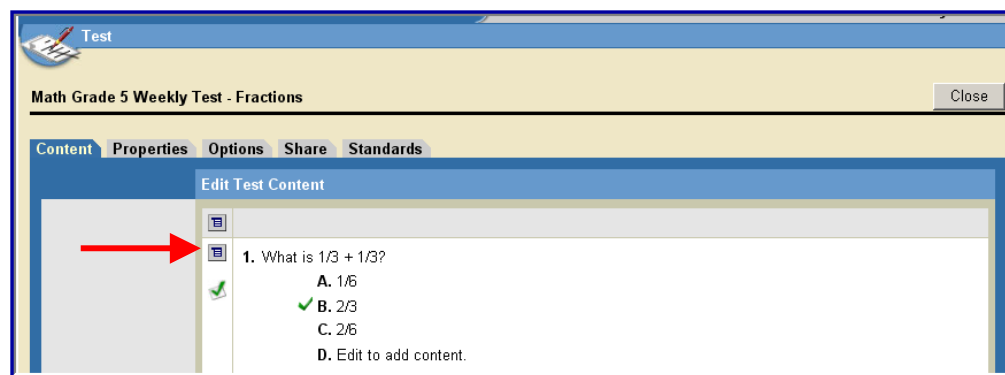 Test
Math Grade 5 Weekly Test - Fractions
Close
Content Properties Options Share Standards
Edit Test Content
1. What is 1/3 + 1/3?
A. 1/6
B. 2/3
C. 2/6
D. Edit to add content.